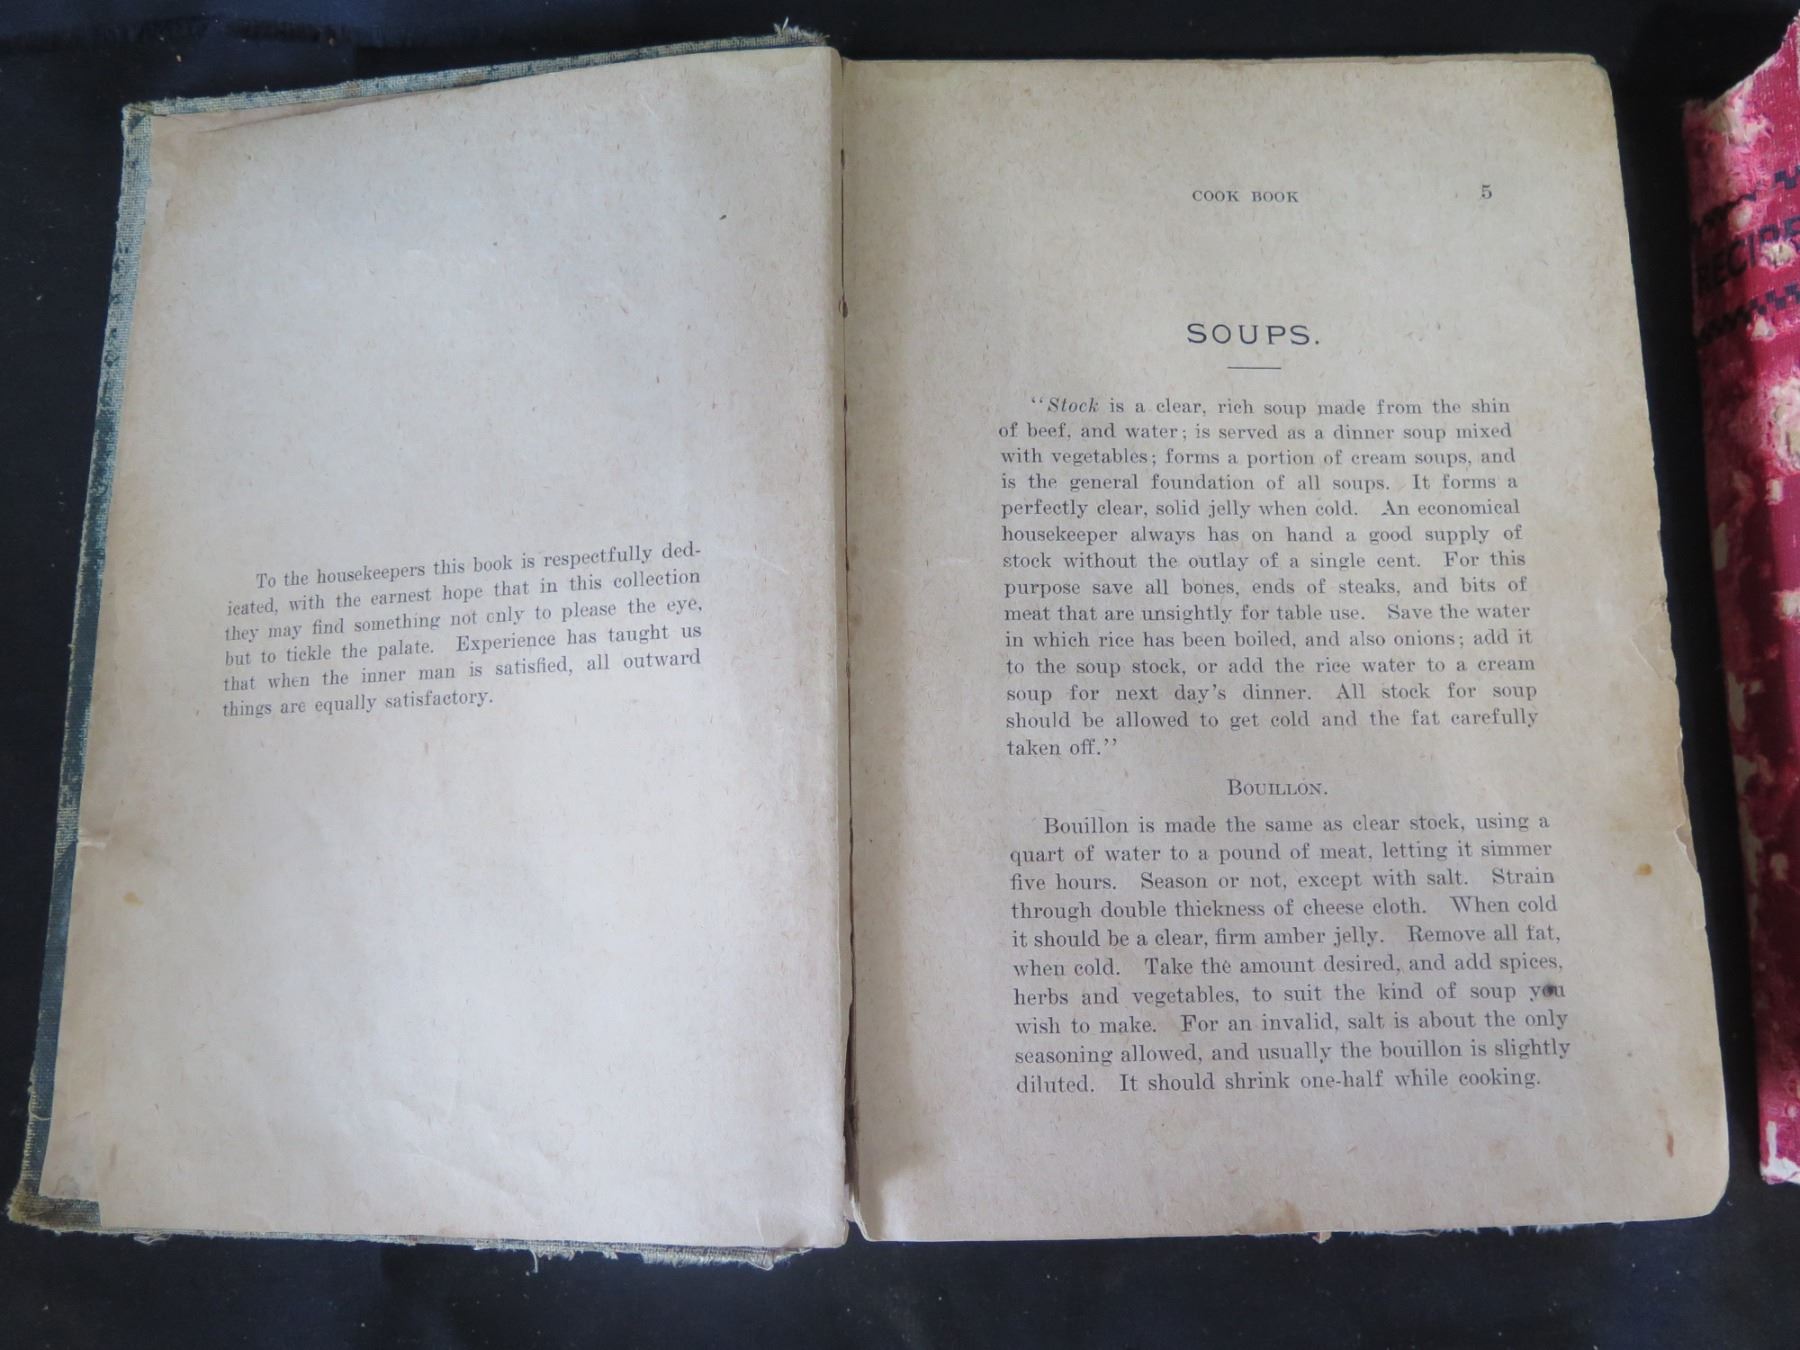 To the housekeepers this book is respectfully ded-
icated, with the earnest hope that in this collection
they may find something not only to please the eye,
but to tickle the palate. Experience has taught us
that when the inner man is satisfied, all outward
things are equally satisfactory.
COOK BOOK 5
SOUPS.
"Stock is a clear, rich soup made from the shin
of beef, and water; is served as a dinner soup mixed
with vegetables; forms a portion of cream soups, and
is the general foundation of all soups. It forms a
perfectly clear, solid jelly when cold. An economical
housekeeper always has on hand a good supply of
stock without the outlay of a single cent. For this
purpose save all bones, ends of steaks, and bits of
meat that are unsightly for table use. Save the water
in which rice has been boiled, and also onions; add it
to the soup stock, or add the rice water to a cream
soup for next day's dinner. All stock for soup
should be allowed to get cold and the fat carefully
taken off."
BOUILLON.
Bouillon is made the same as clear stock, using a
quart of water to a pound of meat, letting it simmer
five hours. Season or not, except with salt. Strain
through double thickness of cheese cloth. When cold
it should be a clear, firm amber jelly. Remove all fat,
when cold. Take the amount desired, and add spices,
herbs and vegetables, to suit the kind of soup you
wish to make. For an invalid, salt is about the only
seasoning allowed, and usually the bouillon is slightly
diluted. It should shrink one-half while cooking.
RECIPE